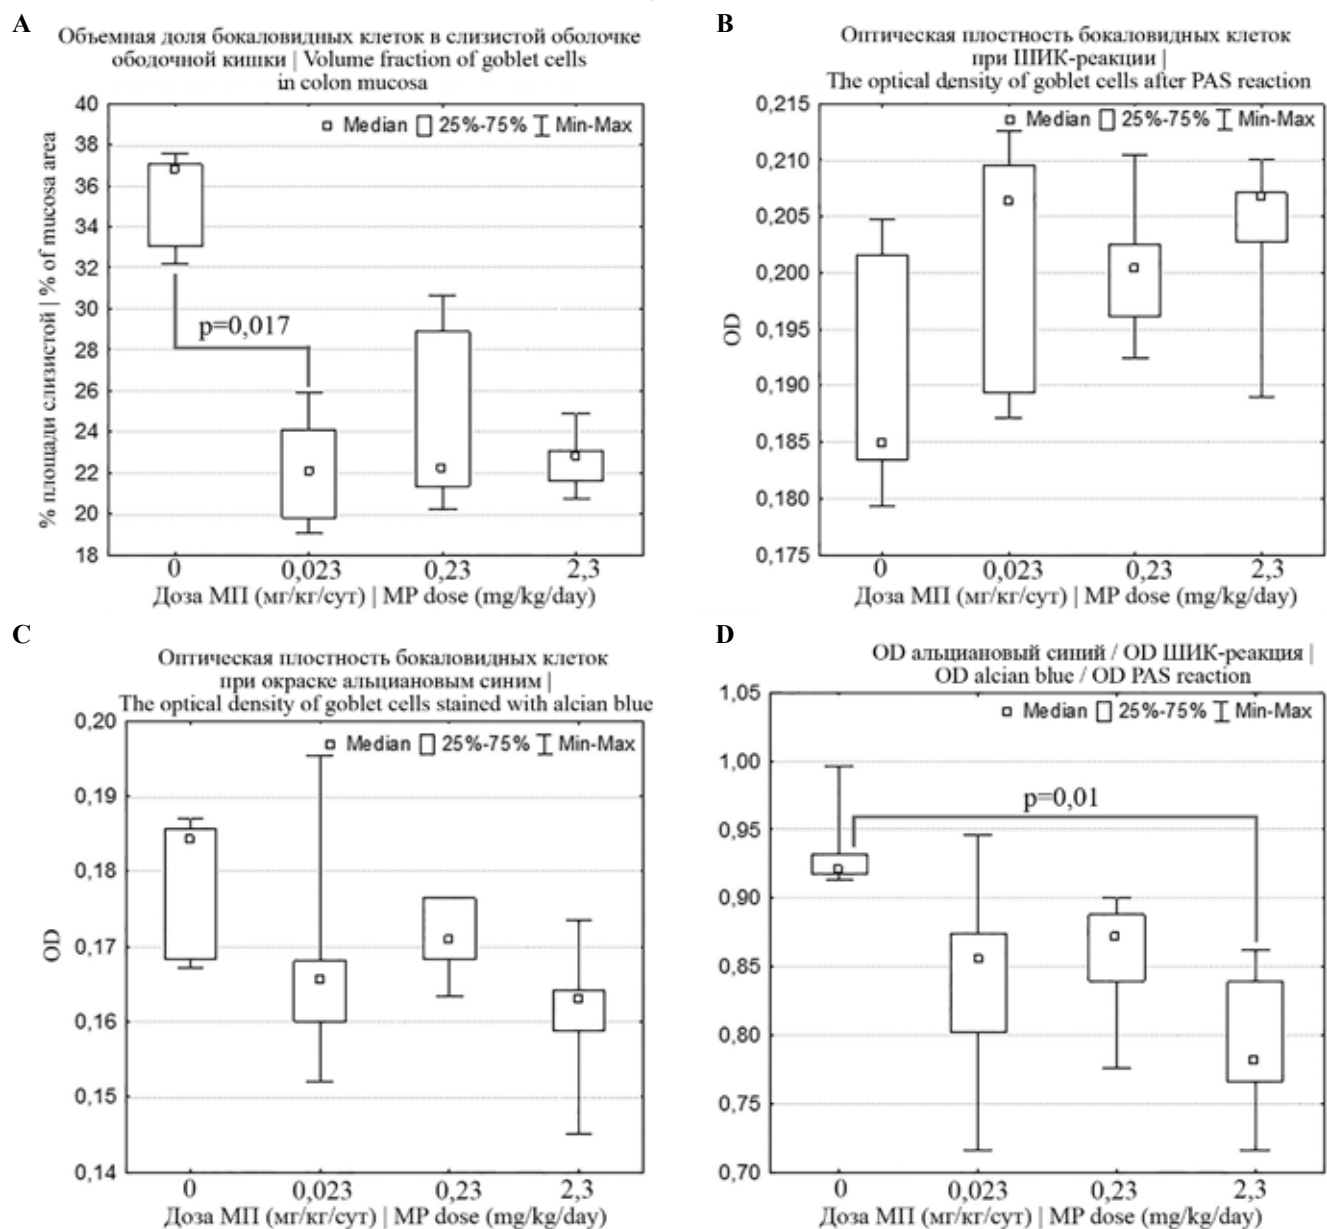 A
Объемная доля бокаловидных клеток в слизистой оболочке
ободочной кишки | Volume fraction of goblet cells
in colon mucosa
% площади слизистой | % of mucosa area
40
38
36
34
32
30
28
26
24
22
20
18
Median 25%-75% Min-Max
p=0,017
0 0,023 0,23 2,3
Доза МП (мг/кг/сут) | MP dose (mg/kg/day)
B
Оптическая плотность бокаловидных клеток
при ШИК-реакции |
The optical density of goblet cells after PAS reaction
OD
0,215
0,210
0,205
0,200
0,195
0,190
0,185
0,180
0,175
Median 25%-75% Min-Max
0 0,023 0,23 2,3
Доза МП (мг/кг/сут) | MP dose (mg/kg/day)
C
Оптическая плостность бокаловидных клеток
при окраске альциановым синим |
The optical density of goblet cells stained with alcian blue
OD
0,20
0,19
0,18
0,17
0,16
0,15
0,14
Median 25%-75% Min-Max
0 0,023 0,23 2,3
Доза МП (мг/кг/сут) | MP dose (mg/kg/day)
D
OD альциановый синий / OD ШИК-реакция |
OD alcian blue / OD PAS reaction
1,05
1,00
0,95
0,90
0,85
0,80
0,75
0,70
Median 25%-75% Min-Max
p=0,01
0 0,023 0,23 2,3
Доза МП (мг/кг/сут) | MP dose (mg/kg/day)